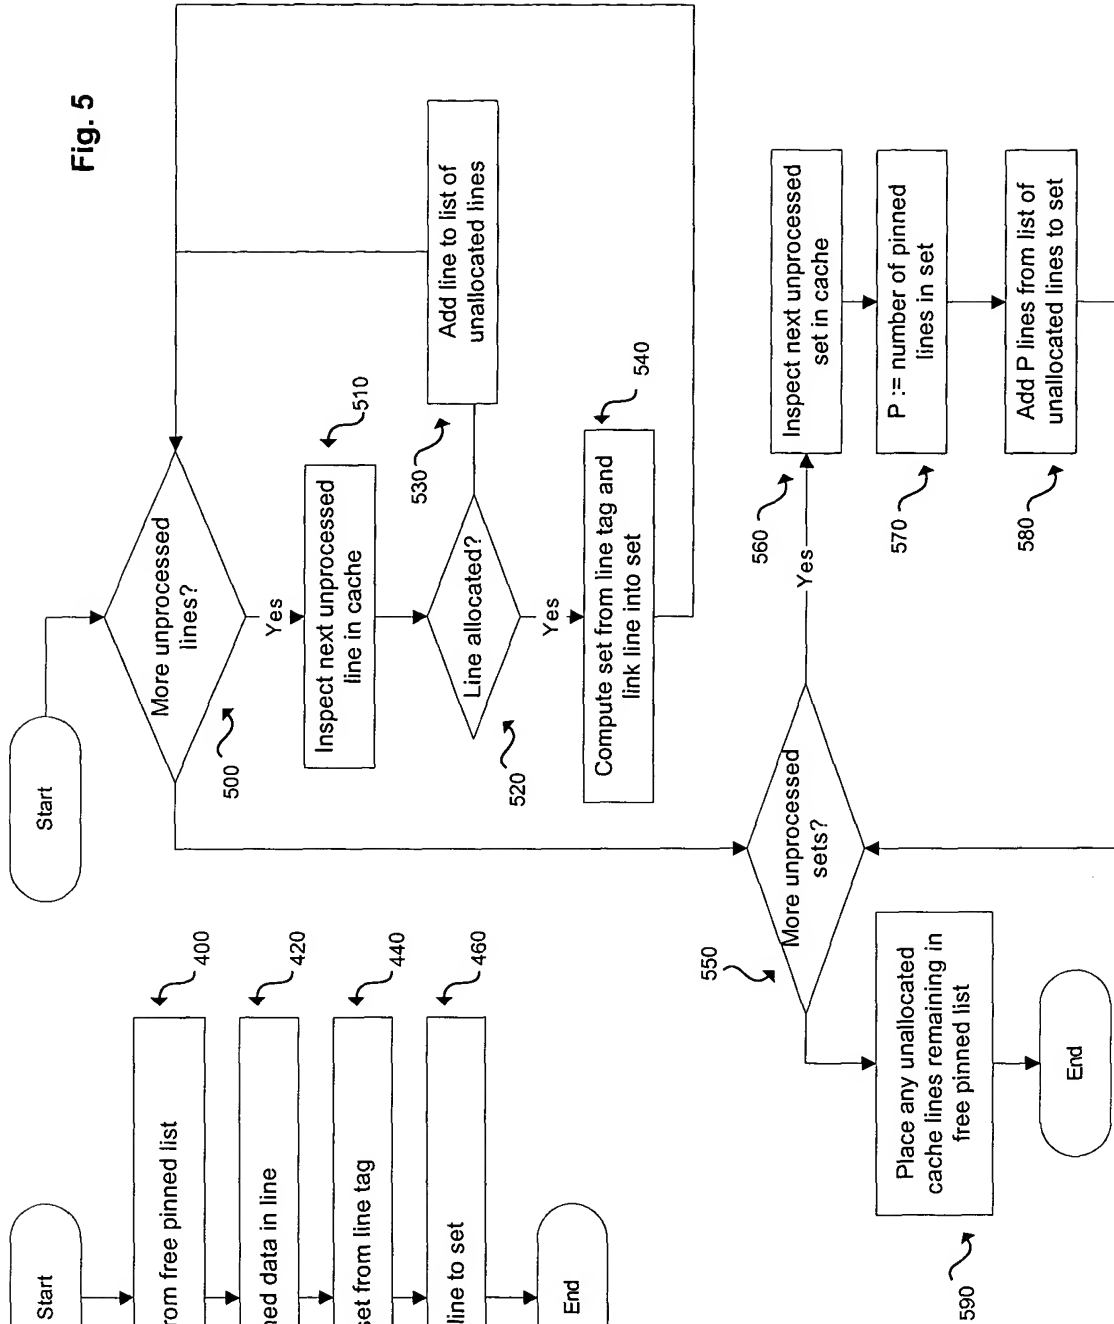 Fig. 5
Start
More unprocessed
lines?
500
Yes
Inspect next unprocessed
line in cache
510
Line allocated?
520
Add line to list of
unallocated lines
530
Yes
Compute set from line tag and
link line into set
540
More unprocessed
sets?
550
Yes
Inspect next unprocessed
set in cache
560
P := number of pinned
lines in set
570
Add P lines from list of
unallocated lines to set
580
Place any unallocated
cache lines remaining in
free pinned list
590
End
Start
free pinned list
400
data in line
420
from line tag
440
line to set
460
End